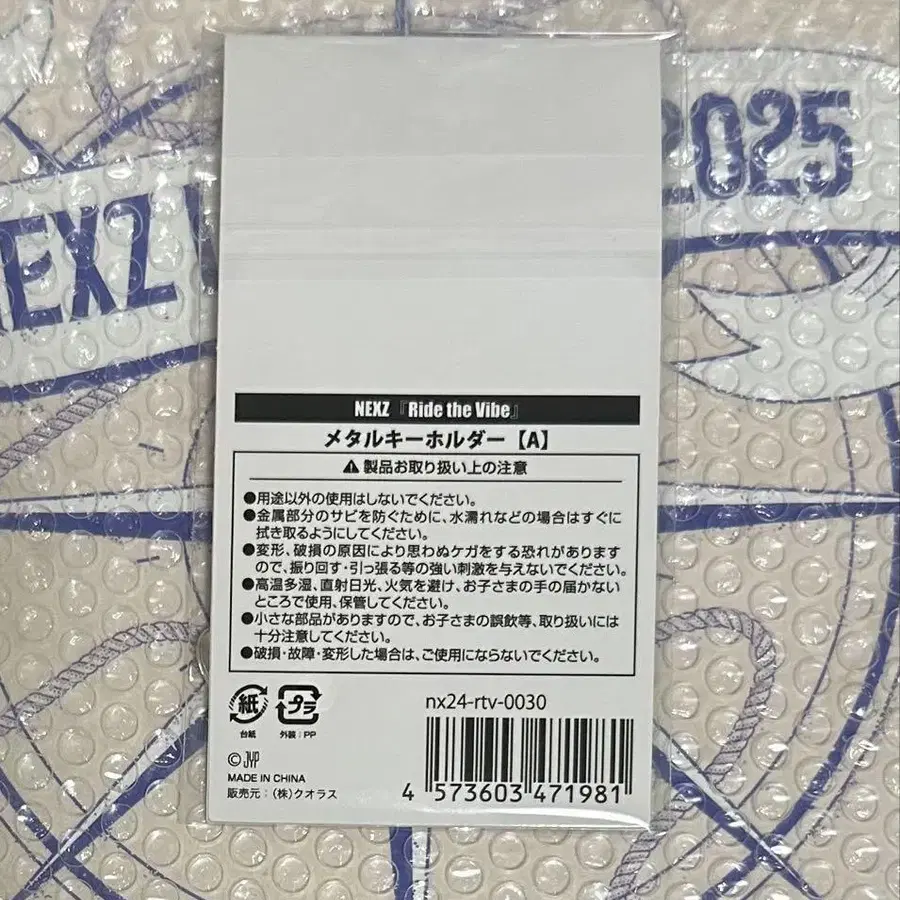 NEXZ
2025
NEXZ『Ride the Vibe』
メタルキーホルダー【A】
⚠ 製品お取り扱い上の注意
●用途以外の使用はしないでください。
●金属部分のサビを防ぐために、水濡れなどの場合はすぐに
拭き取るようにしてください。
●変形、破損の原因により思わぬケガをする恐れがあります
ので、振り回す・引っ張る等の強い刺激を与えないでください。
●高温多湿、直射日光、火気を避け、お子さまの手の届かない
ところで使用、保管してください。
●小さな部品がありますので、お子さまの誤飲等、取り扱いには
十分注意してください。
●破損・故障・変形した場合は、ご使用にならないでください。
紙 プラ
台紙 外装:PP
nx24-rtv-0030
© JYP
MADE IN CHINA
販売元:(株)クオラス
4 573603 471981